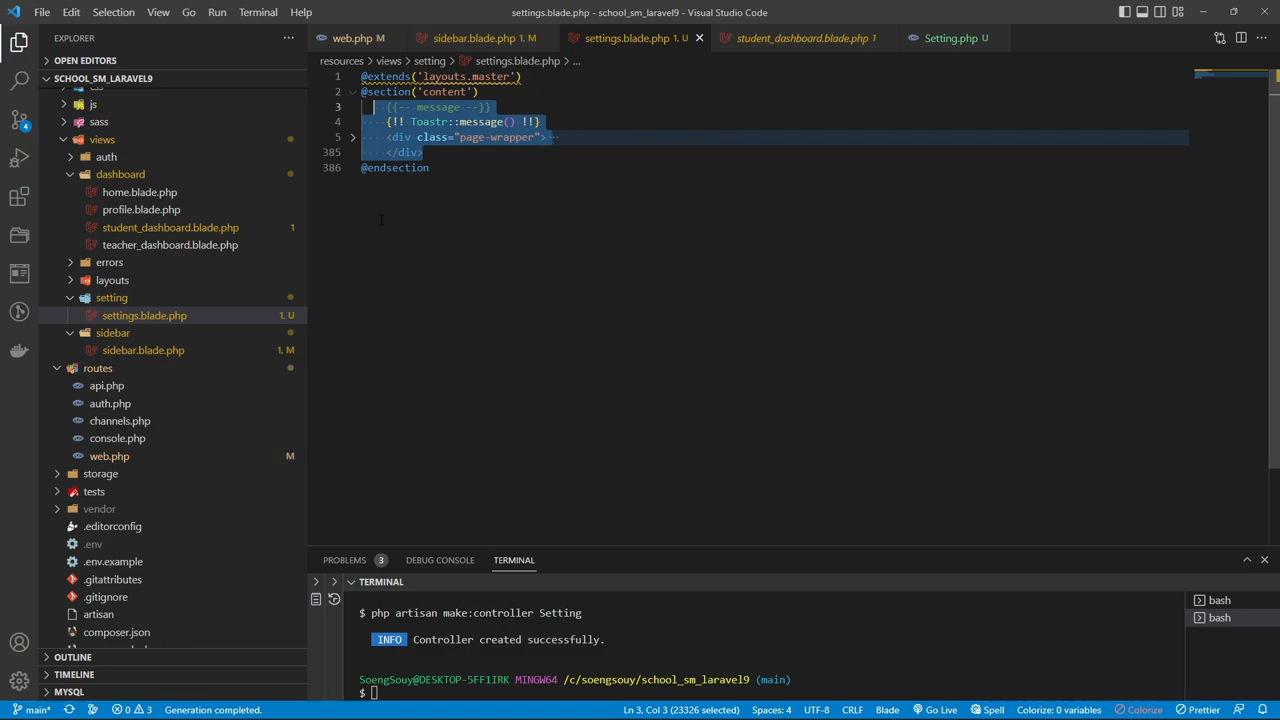 File Edit Selection View Go Run Terminal Help
settings.blade.php - school_sm_laravel9 - Visual Studio Code
EXPLORER
web.php M
sidebar.blade.php 1, M
settings.blade.php 1, U
student_dashboard.blade.php 1
Setting.php U
OPEN EDITORS
SCHOOL_SM_LARAVEL9
js
sass
views
auth
dashboard
home.blade.php
profile.blade.php
student_dashboard.blade.php 1
teacher_dashboard.blade.php
errors
layouts
setting
settings.blade.php 1, U
sidebar
sidebar.blade.php 1, M
routes
api.php
auth.php
channels.php
console.php
web.php M
storage
tests
vendor
.editorconfig
.env
.env.example
.gitattributes
.gitignore
artisan
composer.json
OUTLINE
TIMELINE
MYSQL
4
resources > views > setting > settings.blade.php > ...
1 @extends('layouts.master')
2 @section('content')
3 {{-- message --}}
4 {!! Toastr::message() !!}
5 <div class="page-wrapper"> ...
385 </div>
386 @endsection
PROBLEMS 3 DEBUG CONSOLE TERMINAL
TERMINAL
$ php artisan make:controller Setting
INFO Controller created successfully.
SoengSouy@DESKTOP-5FF1IRK MINGW64 /c/soengsouy/school_sm_laravel9 (main)
$
bash
bash
main* 0 3 Generation completed.
Ln 3, Col 3 (23326 selected) Spaces: 4 UTF-8 CRLF Blade Go Live Spell Colorize: 0 variables Colorize Prettier